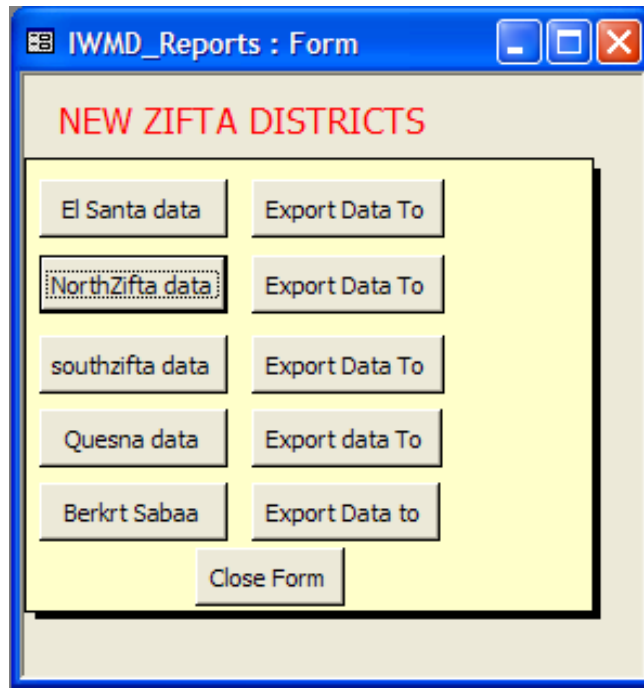 IWMD_Reports : Form
NEW ZIFTA DISTRICTS
El Santa data Export Data To
NorthZifta data Export Data To
southzifta data Export Data To
Quesna data Export data To
Berkrt Sabaa Export Data to
Close Form